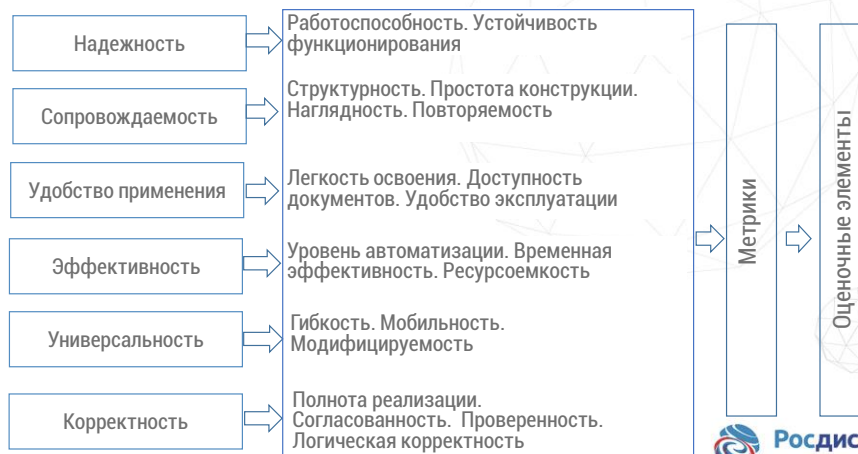 Надежность
Работоспособность. Устойчивость
функционирования
Сопровождаемость
Структурность. Простота конструкции.
Наглядность. Повторяемость
Удобство применения
Легкость освоения. Доступность
документов. Удобство эксплуатации
Эффективность
Уровень автоматизации. Временная
эффективность. Ресурсоемкость
Универсальность
Гибкость. Мобильность.
Модифицируемость
Корректность
Полнота реализации.
Согласованность. Проверенность.
Логическая корректность
Метрики
Оценочные элементы
Росдис